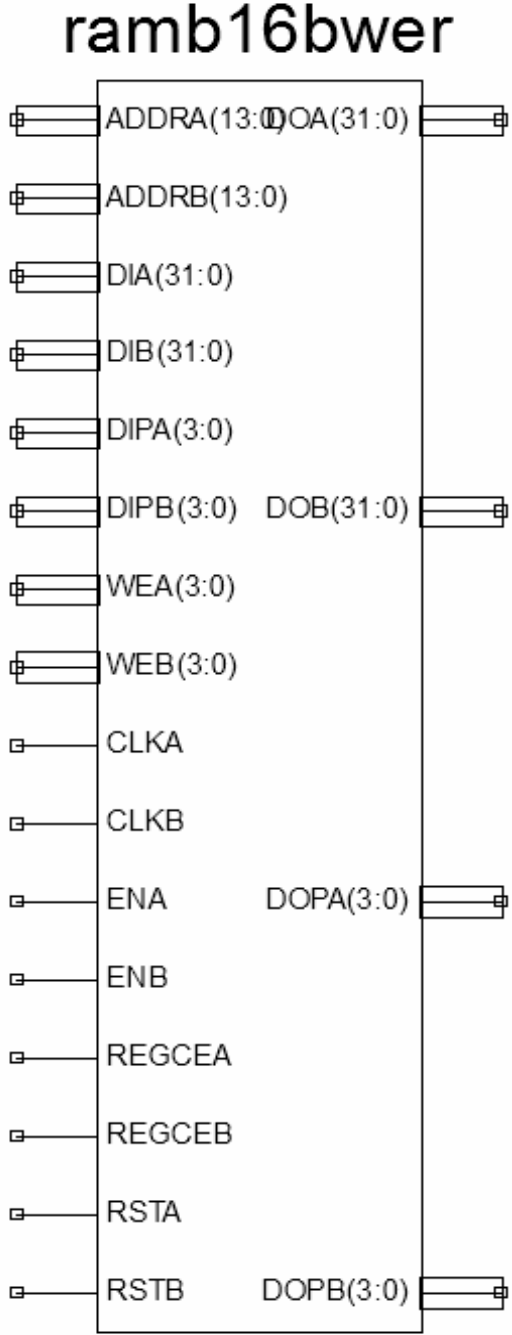 ramb16bwer
ADDRA(13:0) DOA(31:0)
ADDRB(13:0)
DIA(31:0)
DIB(31:0)
DIPA(3:0)
DIPB(3:0) DOB(31:0)
WEA(3:0)
WEB(3:0)
CLKA
CLKB
ENA DOPA(3:0)
ENB
REGCEA
REGCEB
RSTA
RSTB DOPB(3:0)